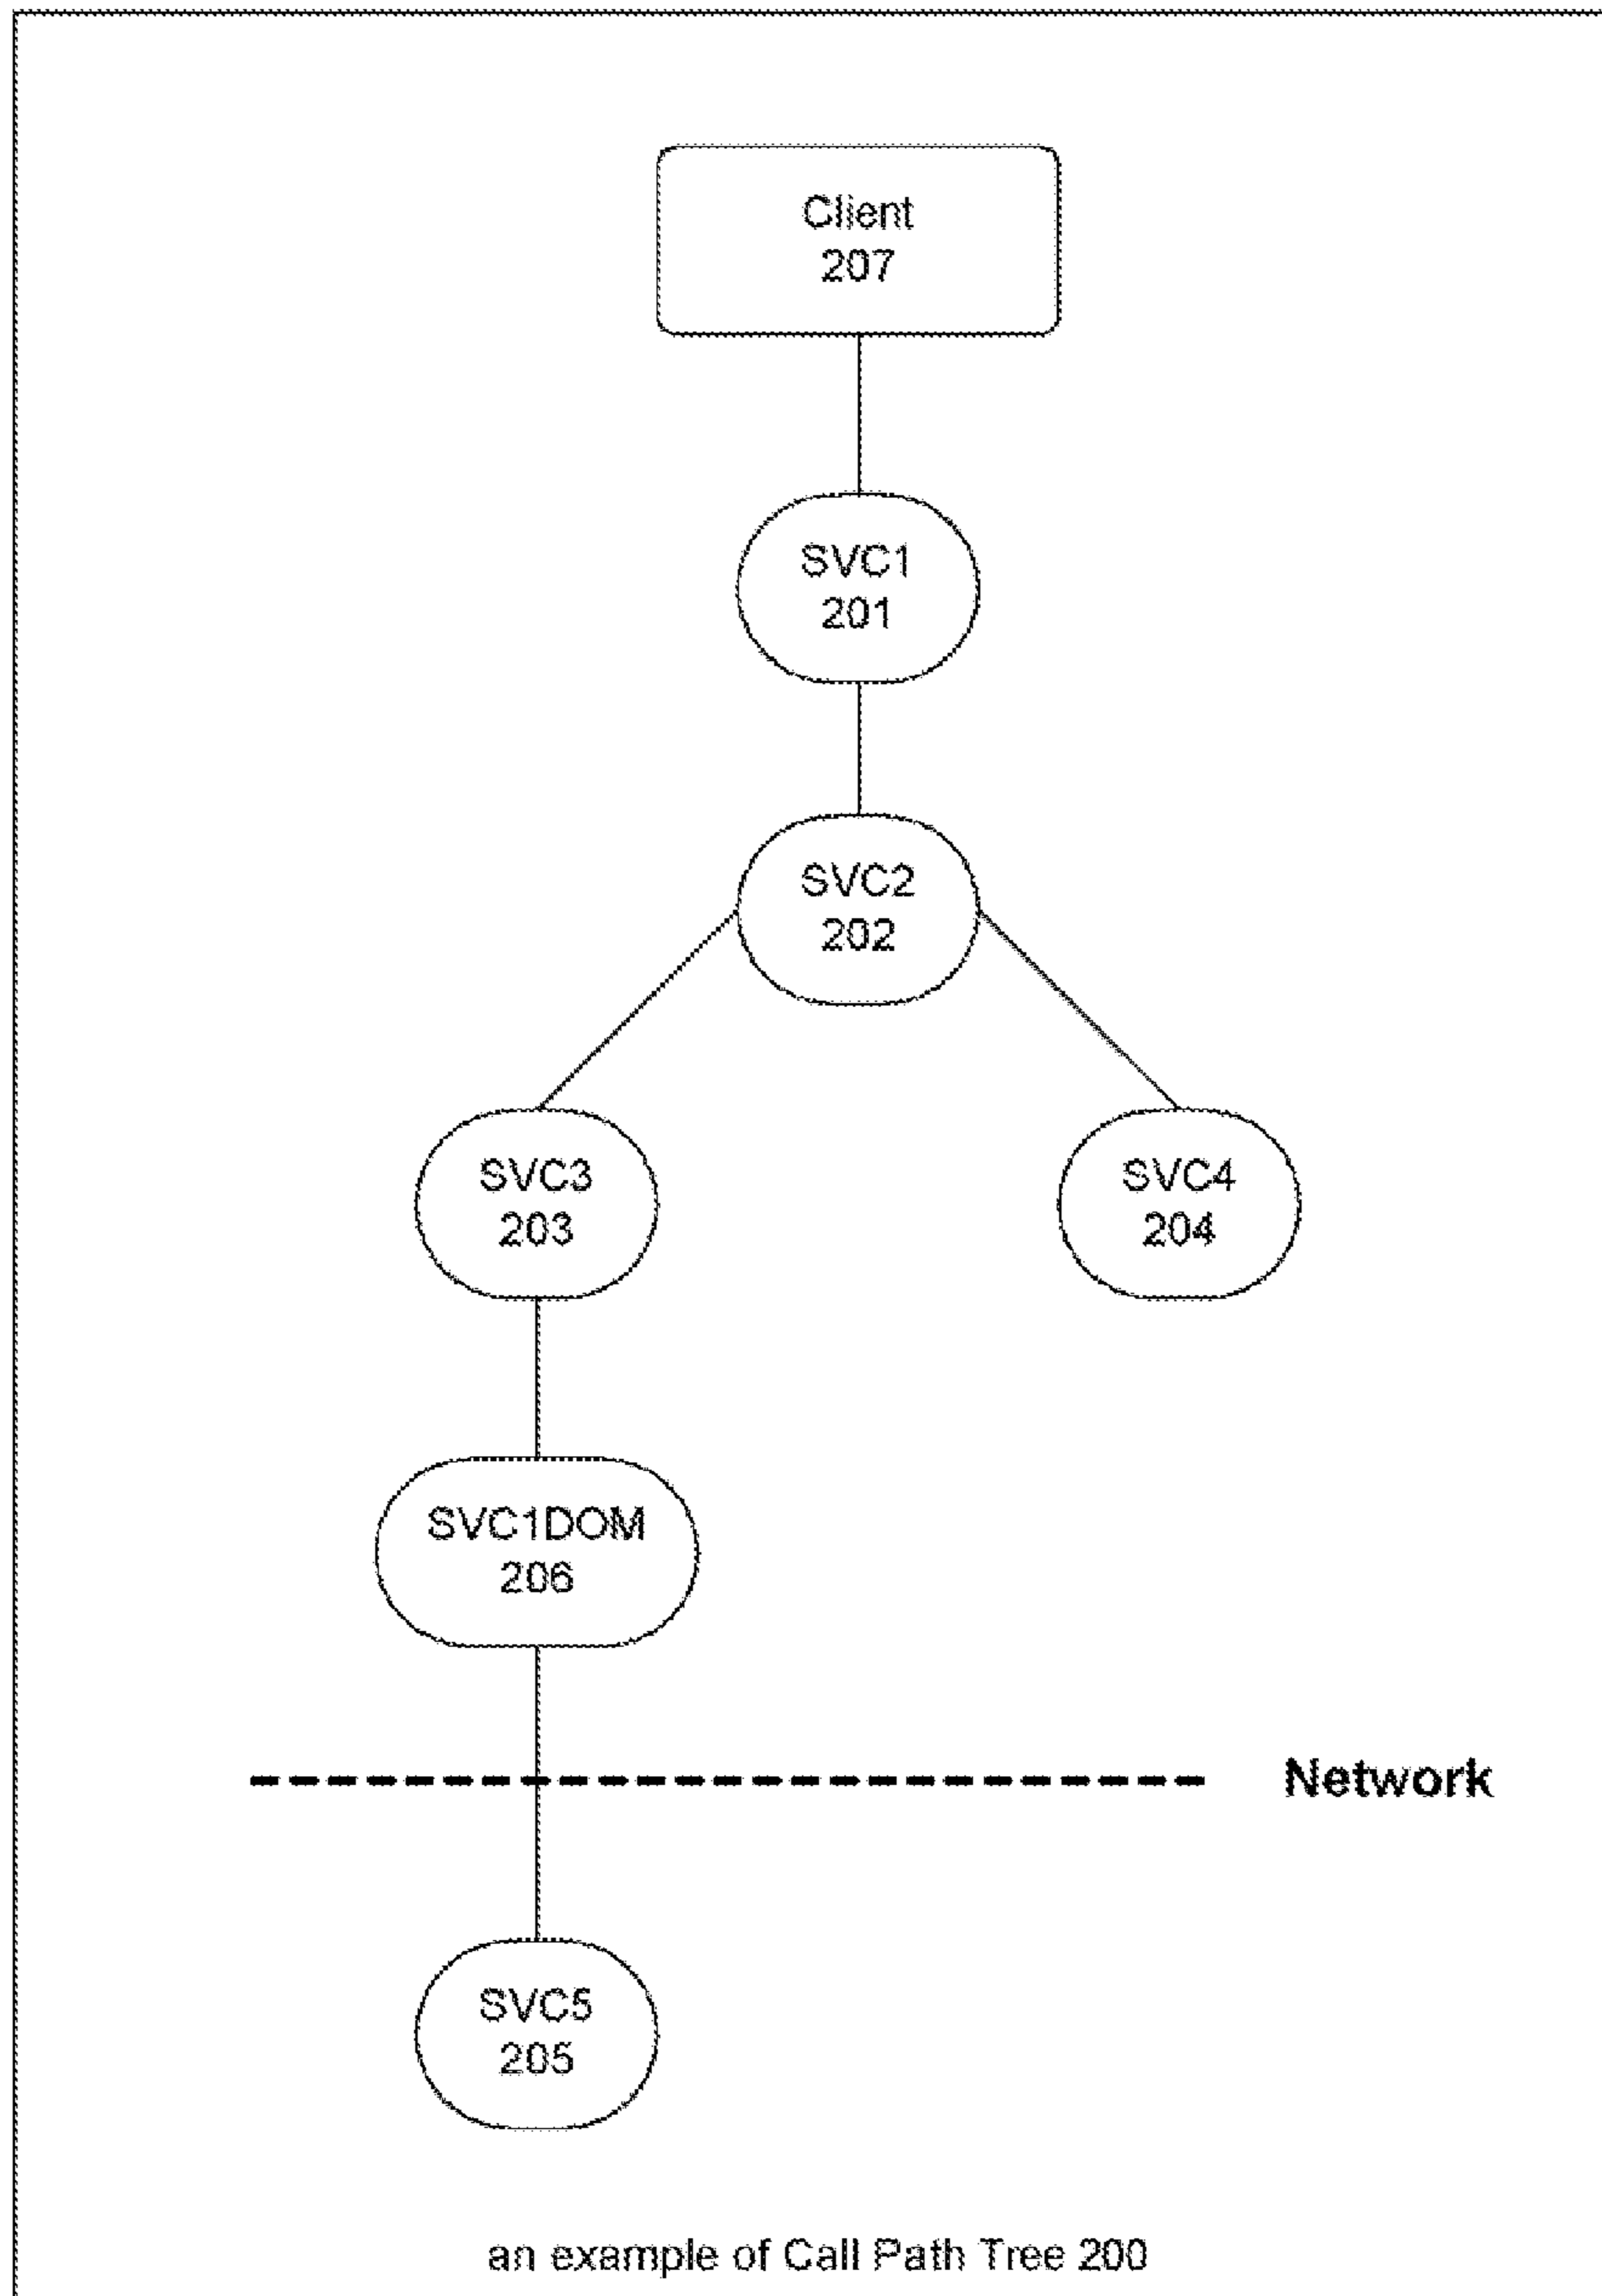 Client
207
SVC1
201
SVC2
202
SVC3
203
SVC4
204
SVC1DOM
206
Network
SVC5
205
an example of Call Path Tree 200